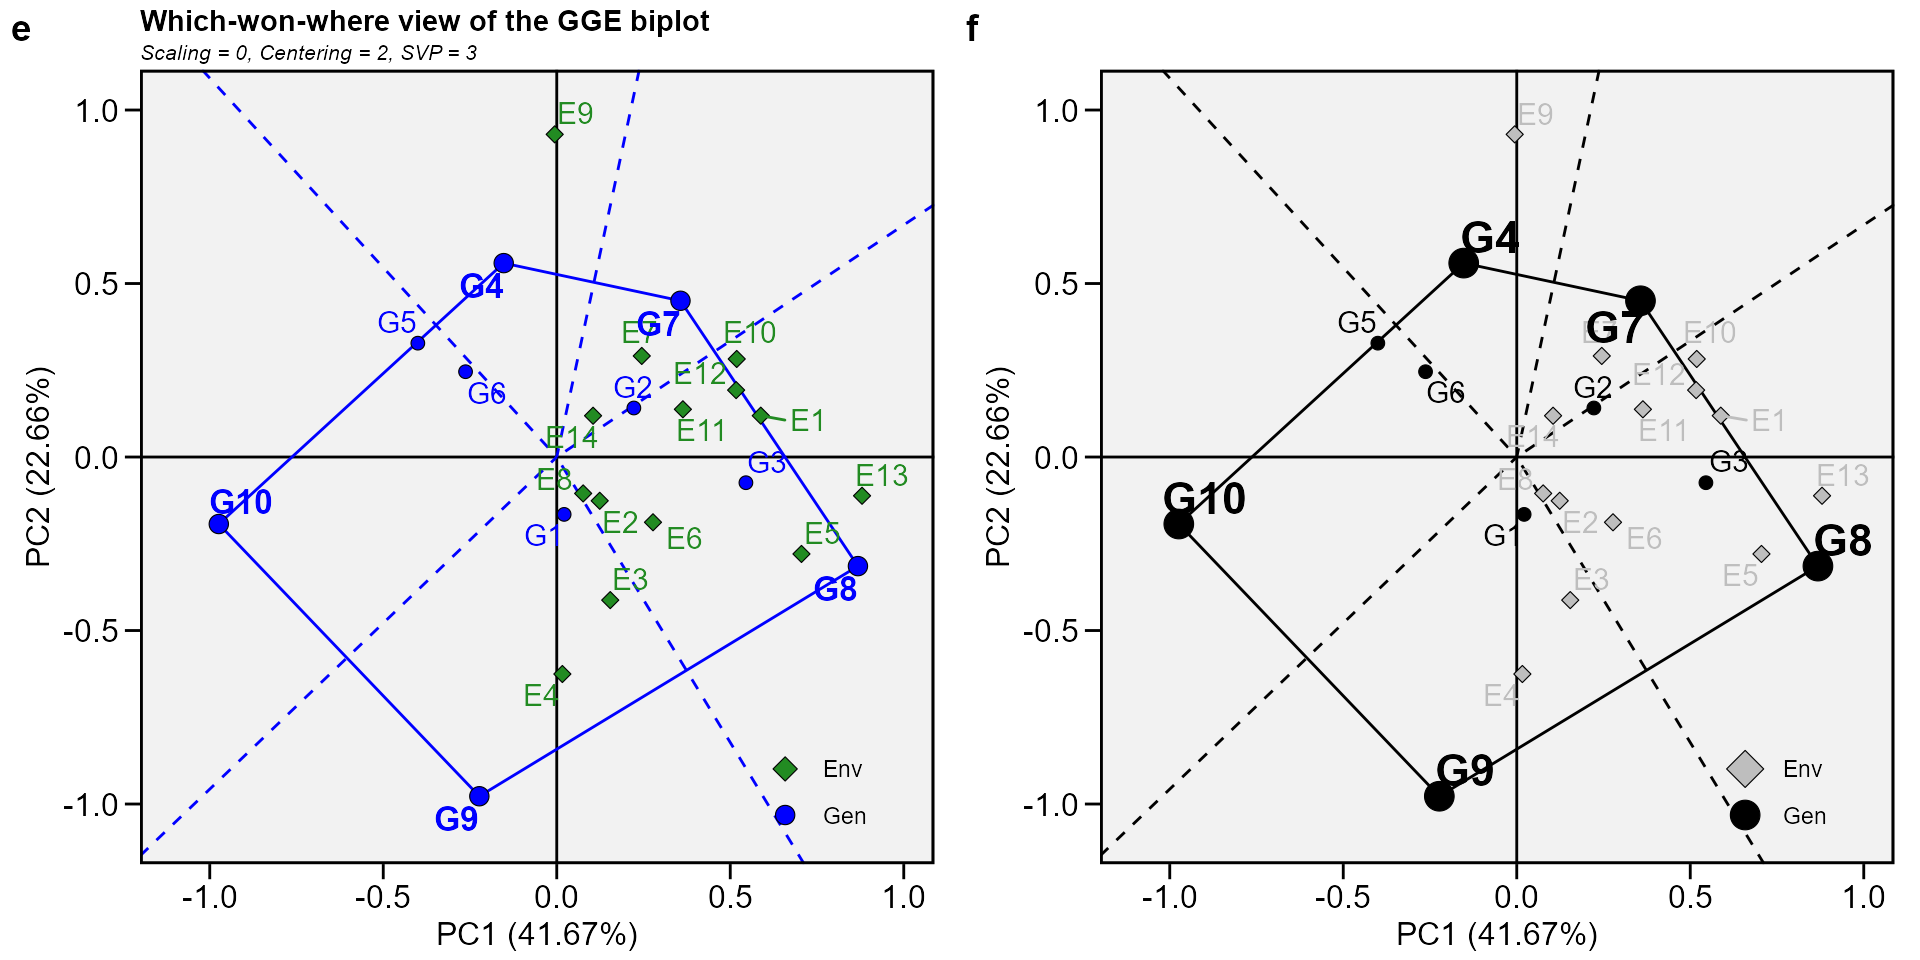 e
Which-won-where view of the GGE biplot
Scaling = 0, Centering = 2, SVP = 3
PC2 (22.66%)
1.0
0.5
0.0
-0.5
-1.0
E9
G4
G5
G7
E7
E10
G6
G2
E12
E14
E11
E1
G3
E8
E13
G10
G
E2
E6
E5
E3
G8
E4
G9
Env
Gen
-1.0 -0.5 0.0 0.5 1.0
PC1 (41.67%)
f
PC2 (22.66%)
1.0
0.5
0.0
-0.5
-1.0
E9
G4
G5
G7
E7
E10
G6
G2
E12
E14
E11
E1
G3
E8
E13
G10
G
E2
E6
G8
E5
E3
E4
G9
Env
Gen
-1.0 -0.5 0.0 0.5 1.0
PC1 (41.67%)